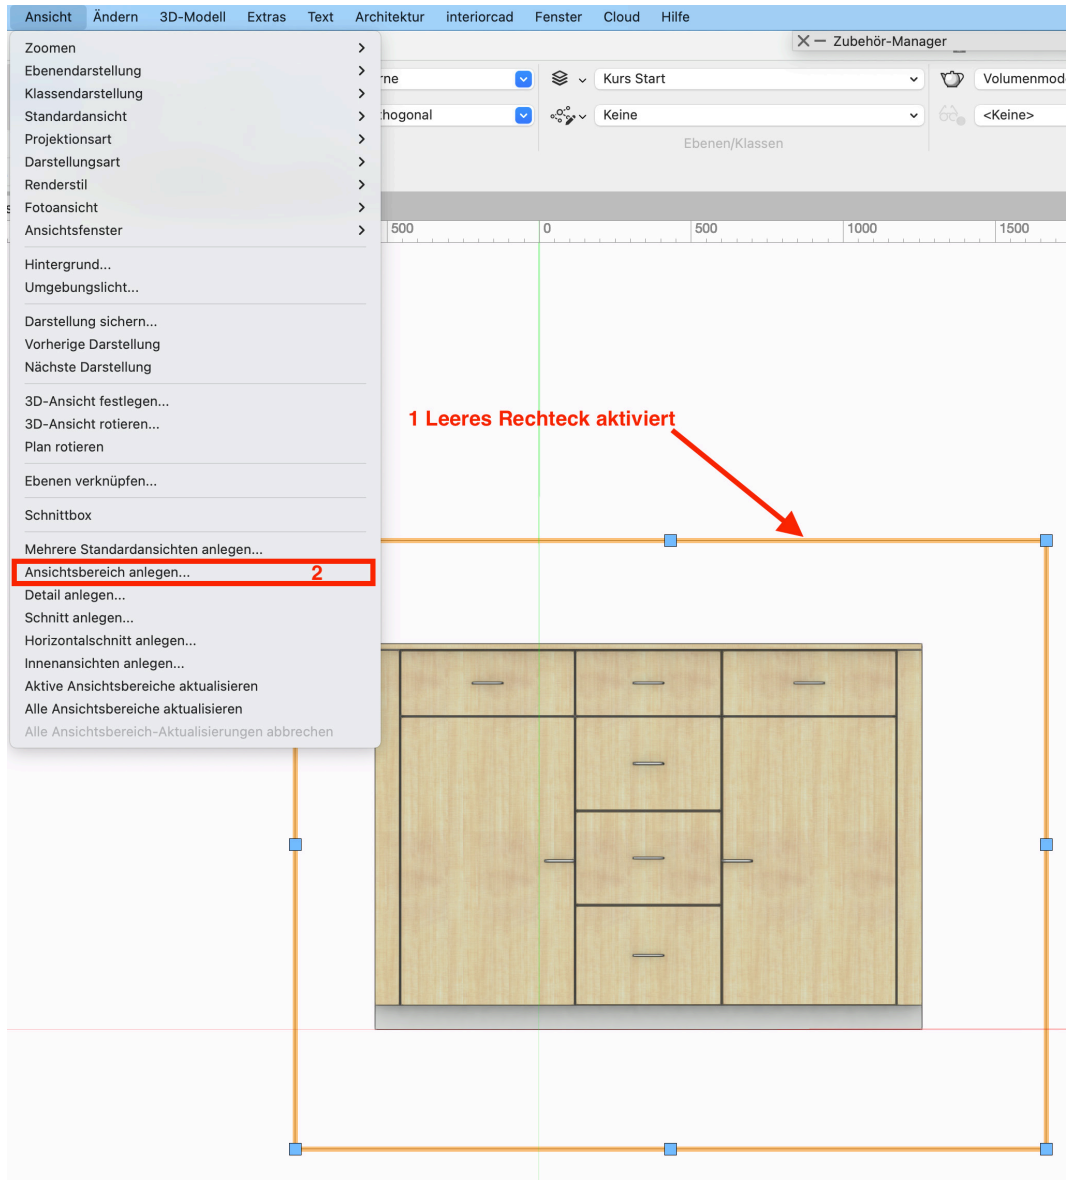 Ansicht Ändern 3D-Modell Extras Text Architektur interiorcad Fenster Cloud Hilfe
Zubehör-Manager
Zoomen
Ebenendarstellung
Klassendarstellung
Standardansicht
Projektionsart
Darstellungsart
Renderstil
Fotoansicht
Ansichtsfenster
Hintergrund...
Umgebungslicht...
Darstellung sichern...
Vorherige Darstellung
Nächste Darstellung
3D-Ansicht festlegen...
3D-Ansicht rotieren...
Plan rotieren
Ebenen verknüpfen...
Schnittbox
Mehrere Standardansichten anlegen...
Ansichtsbereich anlegen... 2
Detail anlegen...
Schnitt anlegen...
Horizontalschnitt anlegen...
Innenansichten anlegen...
Aktive Ansichtsbereiche aktualisieren
Alle Ansichtsbereiche aktualisieren
Alle Ansichtsbereich-Aktualisierungen abbrechen
rne Kurs Start Volumenmod
hogonal Keine <Keine>
Ebenen/Klassen
500 0 500 1000 1500
1 Leeres Rechteck aktiviert